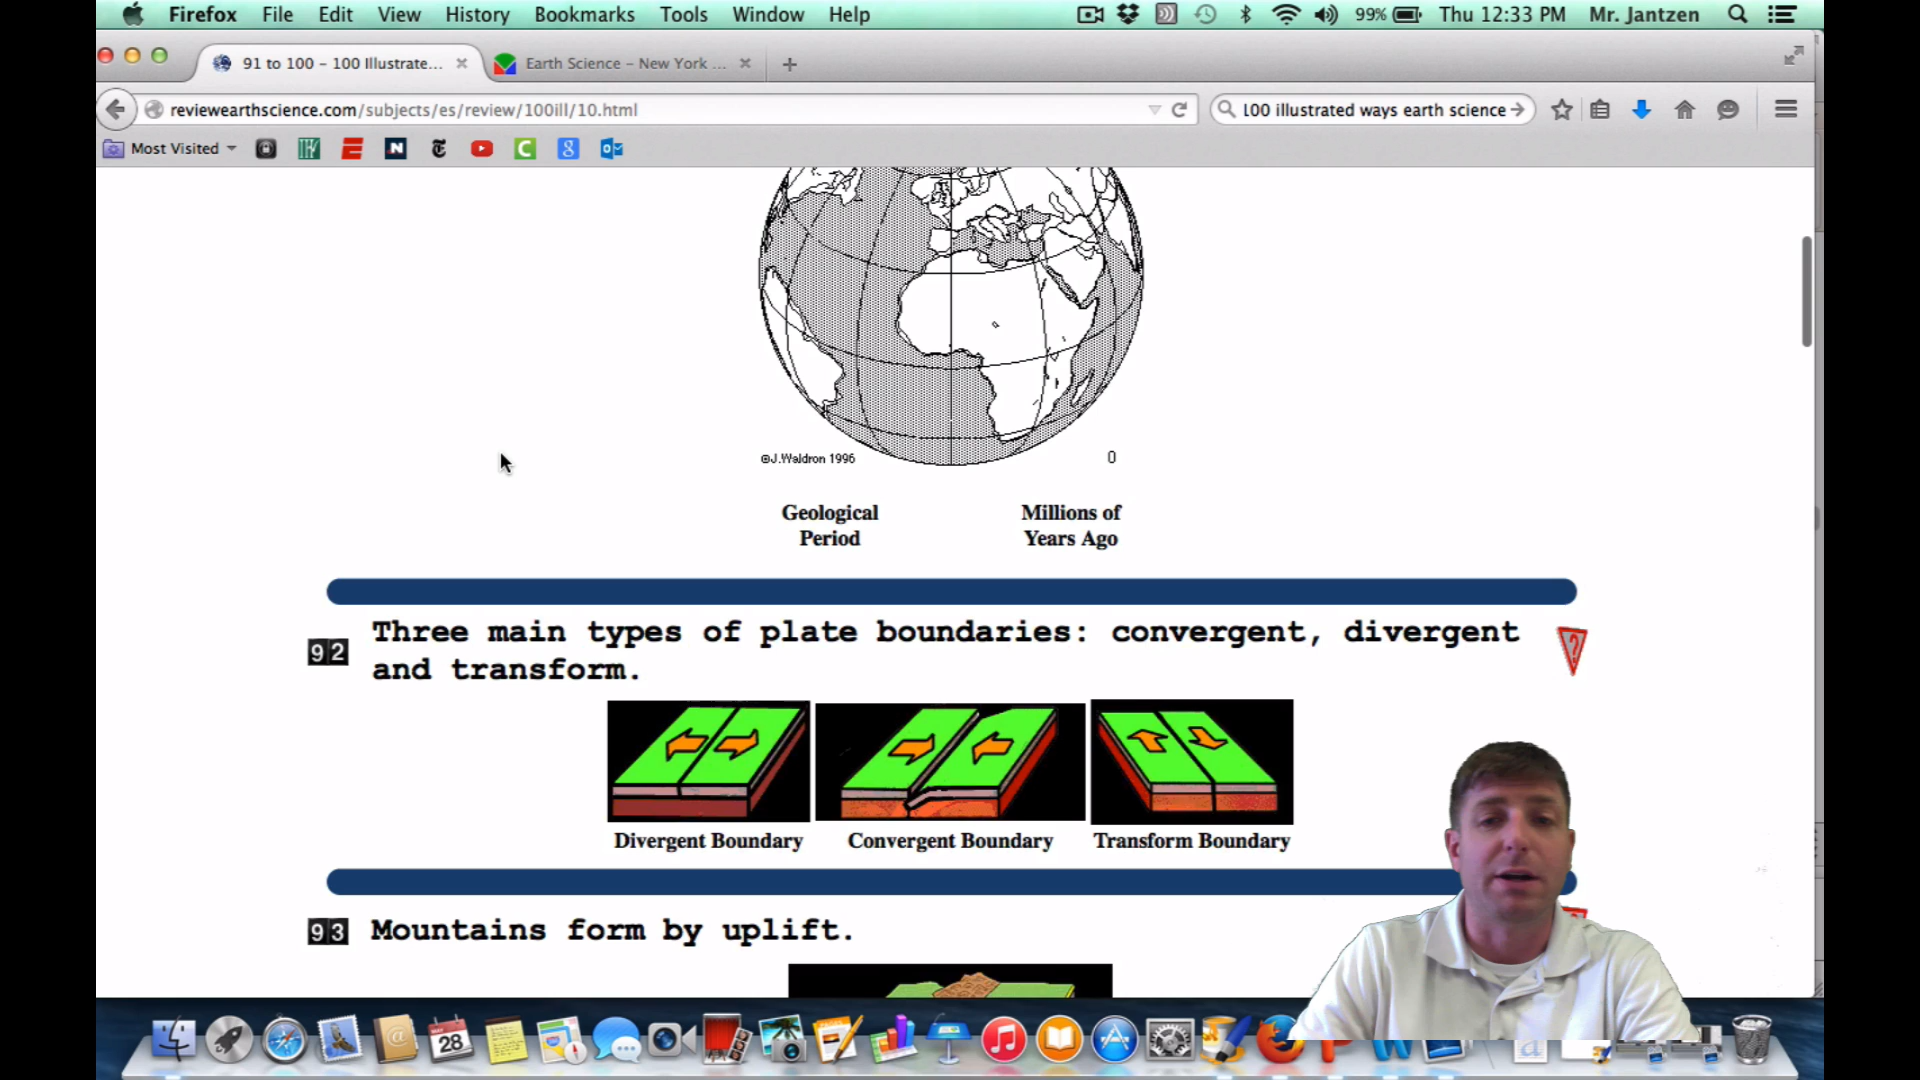 Firefox File Edit View History Bookmarks Tools Window Help 99% Thu 12:33 PM Mr. Jantzen
91 to 100 – 100 Illustrate... Earth Science – New York ...
reviewearthscience.com/subjects/es/review/100ill/10.html 100 illustrated ways earth science
Most Visited
©J.Waldron 1996 0
Geological Period
Millions of Years Ago
92 Three main types of plate boundaries: convergent, divergent
and transform.
Divergent Boundary Convergent Boundary Transform Boundary
93 Mountains form by uplift.
MAY
28